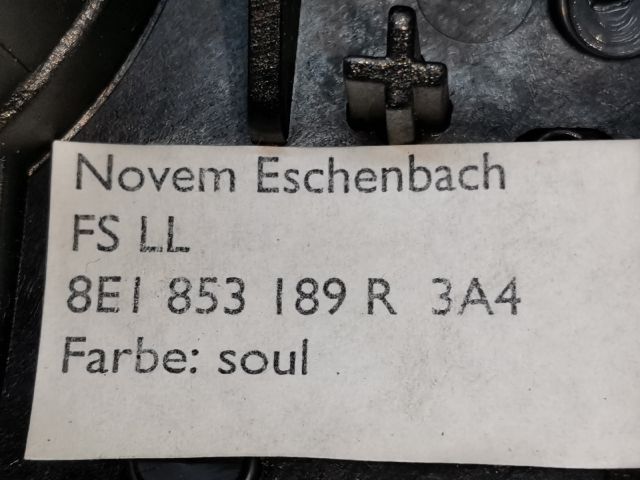 Novem Eschenbach
FS LL
8E1 853 189 R 3A4
Farbe: soul